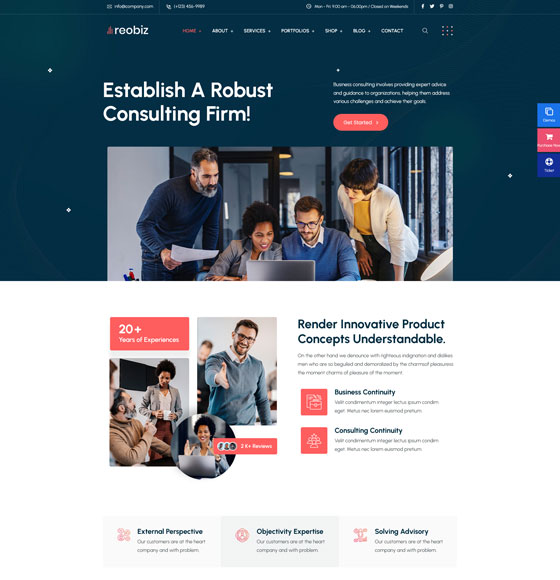 info@company.com
(+123) 456-9989
Mon - Fri 9:00 am - 06.00pm / Closed on Weekends
reobiz
HOME + ABOUT + SERVICES + PORTFOLIOS + SHOP + BLOG + CONTACT
Establish A Robust
Consulting Firm!
Business consulting involves providing expert advice
and guidance to organizations, helping them address
various challenges and achieve their goals.
Get Started >
Demos
Purchase Now
Ticket
20+
Years of Experiences
2 K+ Reviews
Render Innovative Product
Concepts Understandable.
On the other hand we denounce with righteous indignation and dislikes
men who are so beguiled and demoralized by the charmsof pleasuress
the moment charms of pleasure of the moment
Business Continuity
Velit condimentum integer lectus ipsum condim
eget. Metus nec lorem euismod pretium.
Consulting Continuity
Velit condimentum integer lectus ipsum condim
eget. Metus nec lorem euismod pretium.
External Perspective
Our customers are at the heart
company and with problem.
Objectivity Expertise
Our customers are at the heart
company and with problem.
Solving Advisory
Our customers are at the heart
company and with problem.